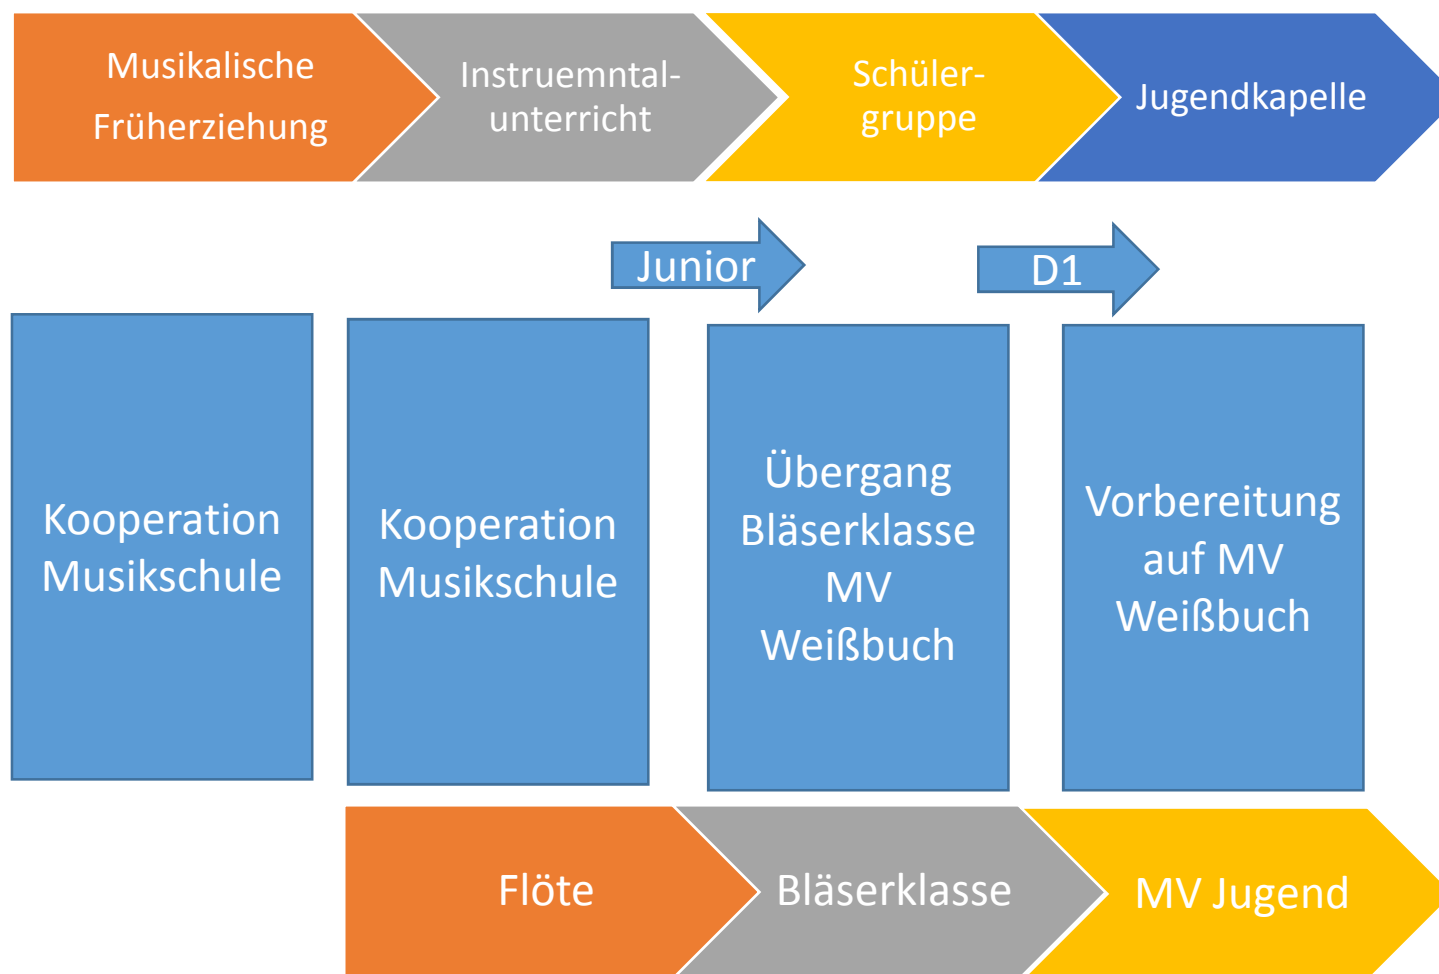 Musikalische
Früherziehung
Instruemntal-
unterricht
Schüler-
gruppe
Jugendkapelle
Junior
D1
Kooperation
Musikschule
Kooperation
Musikschule
Übergang
Bläserklasse
MV
Weißbuch
Vorbereitung
auf MV
Weißbuch
Flöte
Bläserklasse
MV Jugend